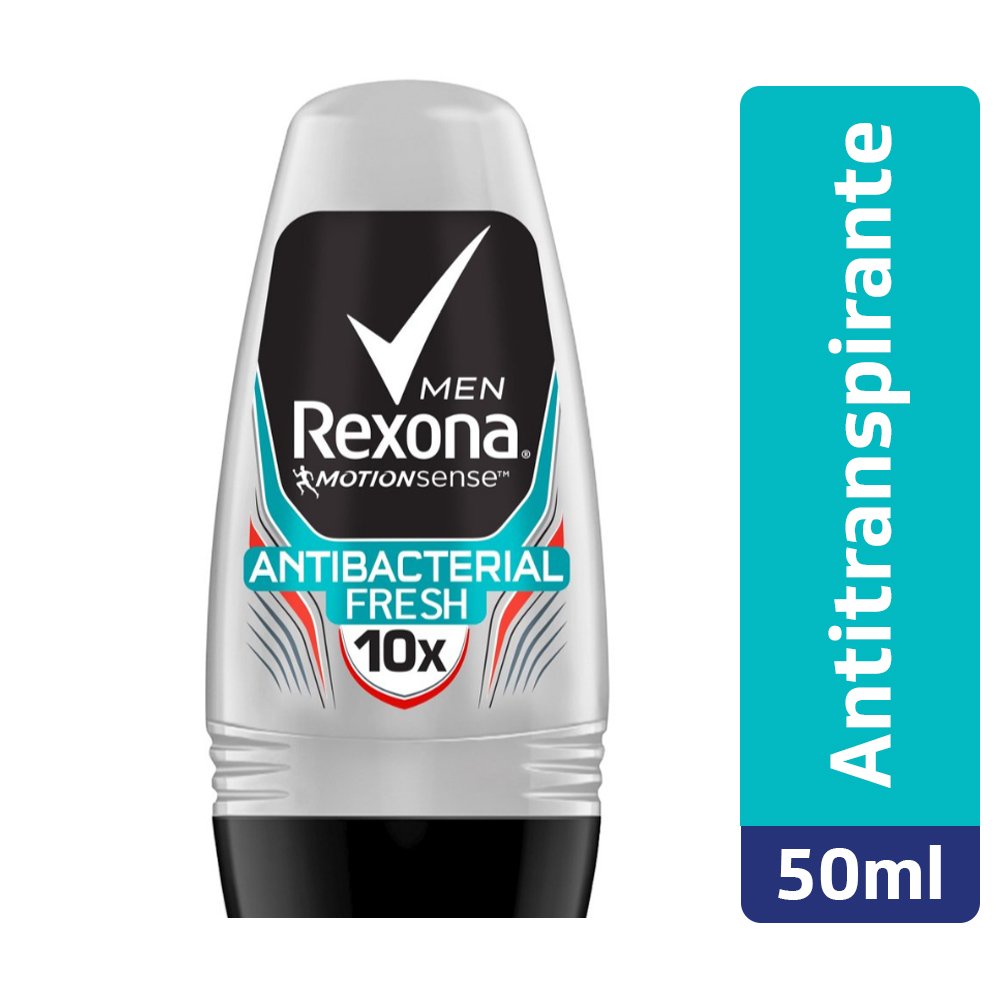 MEN
Rexona®
MOTIONsense™
ANTIBACTERIAL
FRESH
10x
Antitranspirante
50ml